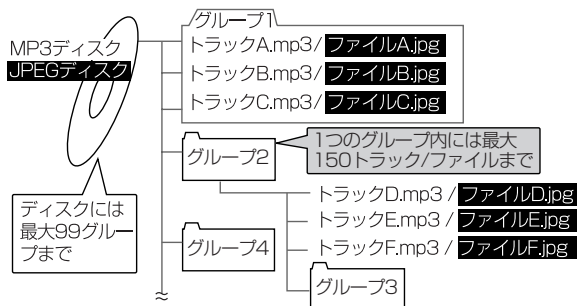 グループ1
MP3ディスク
JPEGディスク
トラックA.mp3/ ファイルA.jpg
トラックB.mp3/ ファイルB.jpg
トラックC.mp3/ ファイルC.jpg
グループ2
1つのグループ内には最大
150トラック/ファイルまで
トラックD.mp3 / ファイルD.jpg
トラックE.mp3 / ファイルE.jpg
トラックF.mp3 / ファイルF.jpg
ディスクには
最大99グルー
プまで
グループ4
グループ3